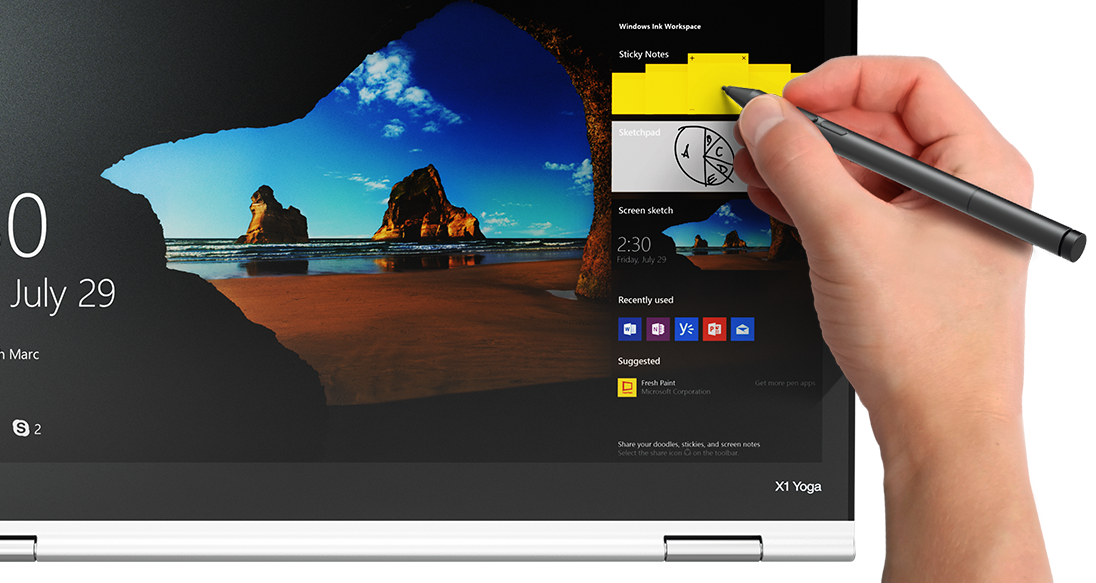 0
July 29
n Marc
2
Windows Ink Workspace
Sticky Notes
Sketchpad
A
B
C
D
E
Screen sketch
2:30
Friday, July 29
Recently used
Suggested
Fresh Paint
Microsoft Corporation
Get more pen apps
Share your doodles, stickies, and screen notes
Select the share icon on the toolbar.
X1 Yoga